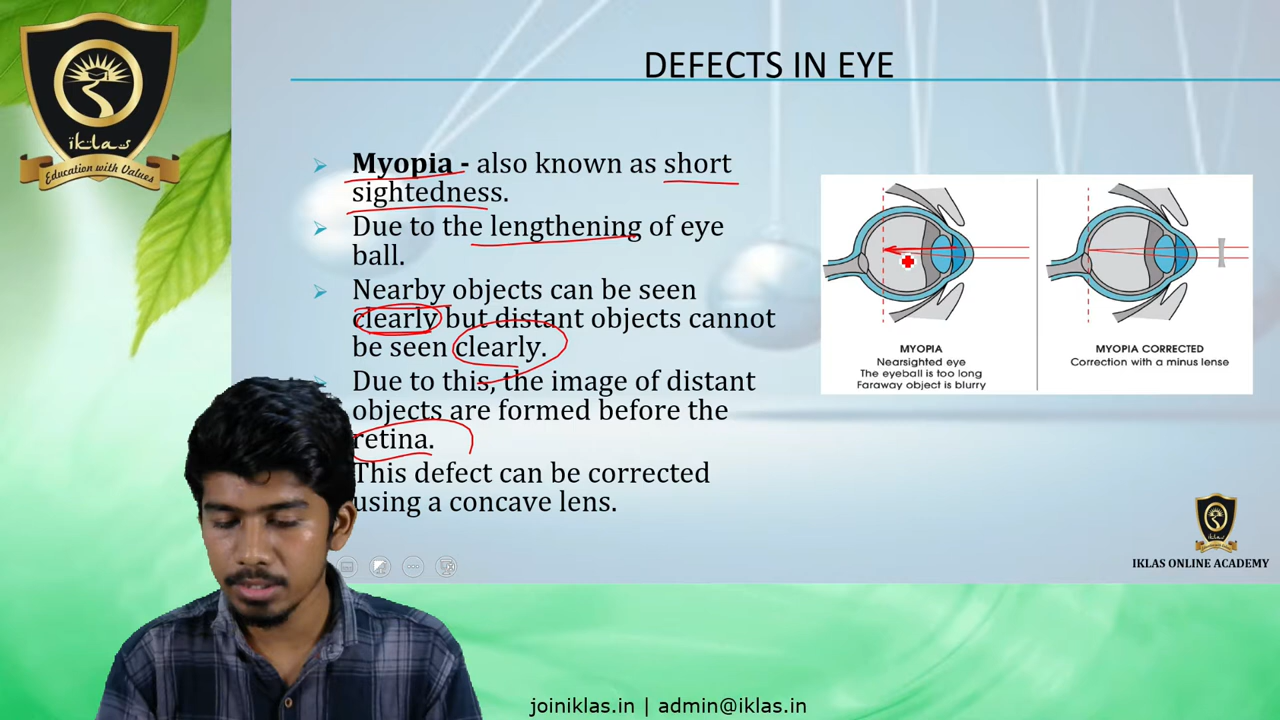 iklas
Education with Values
DEFECTS IN EYE
Myopia - also known as short
sightedness.
Due to the lengthening of eye
ball.
Nearby objects can be seen
clearly but distant objects cannot
be seen clearly.
Due to this, the image of distant
objects are formed before the
retina.
This defect can be corrected
using a concave lens.
MYOPIA
Nearsighted eye
The eyeball is too long
Faraway object is blurry
MYOPIA CORRECTED
Correction with a minus lense
IKLAS ONLINE ACADEMY
joiniklas.in | admin@iklas.in